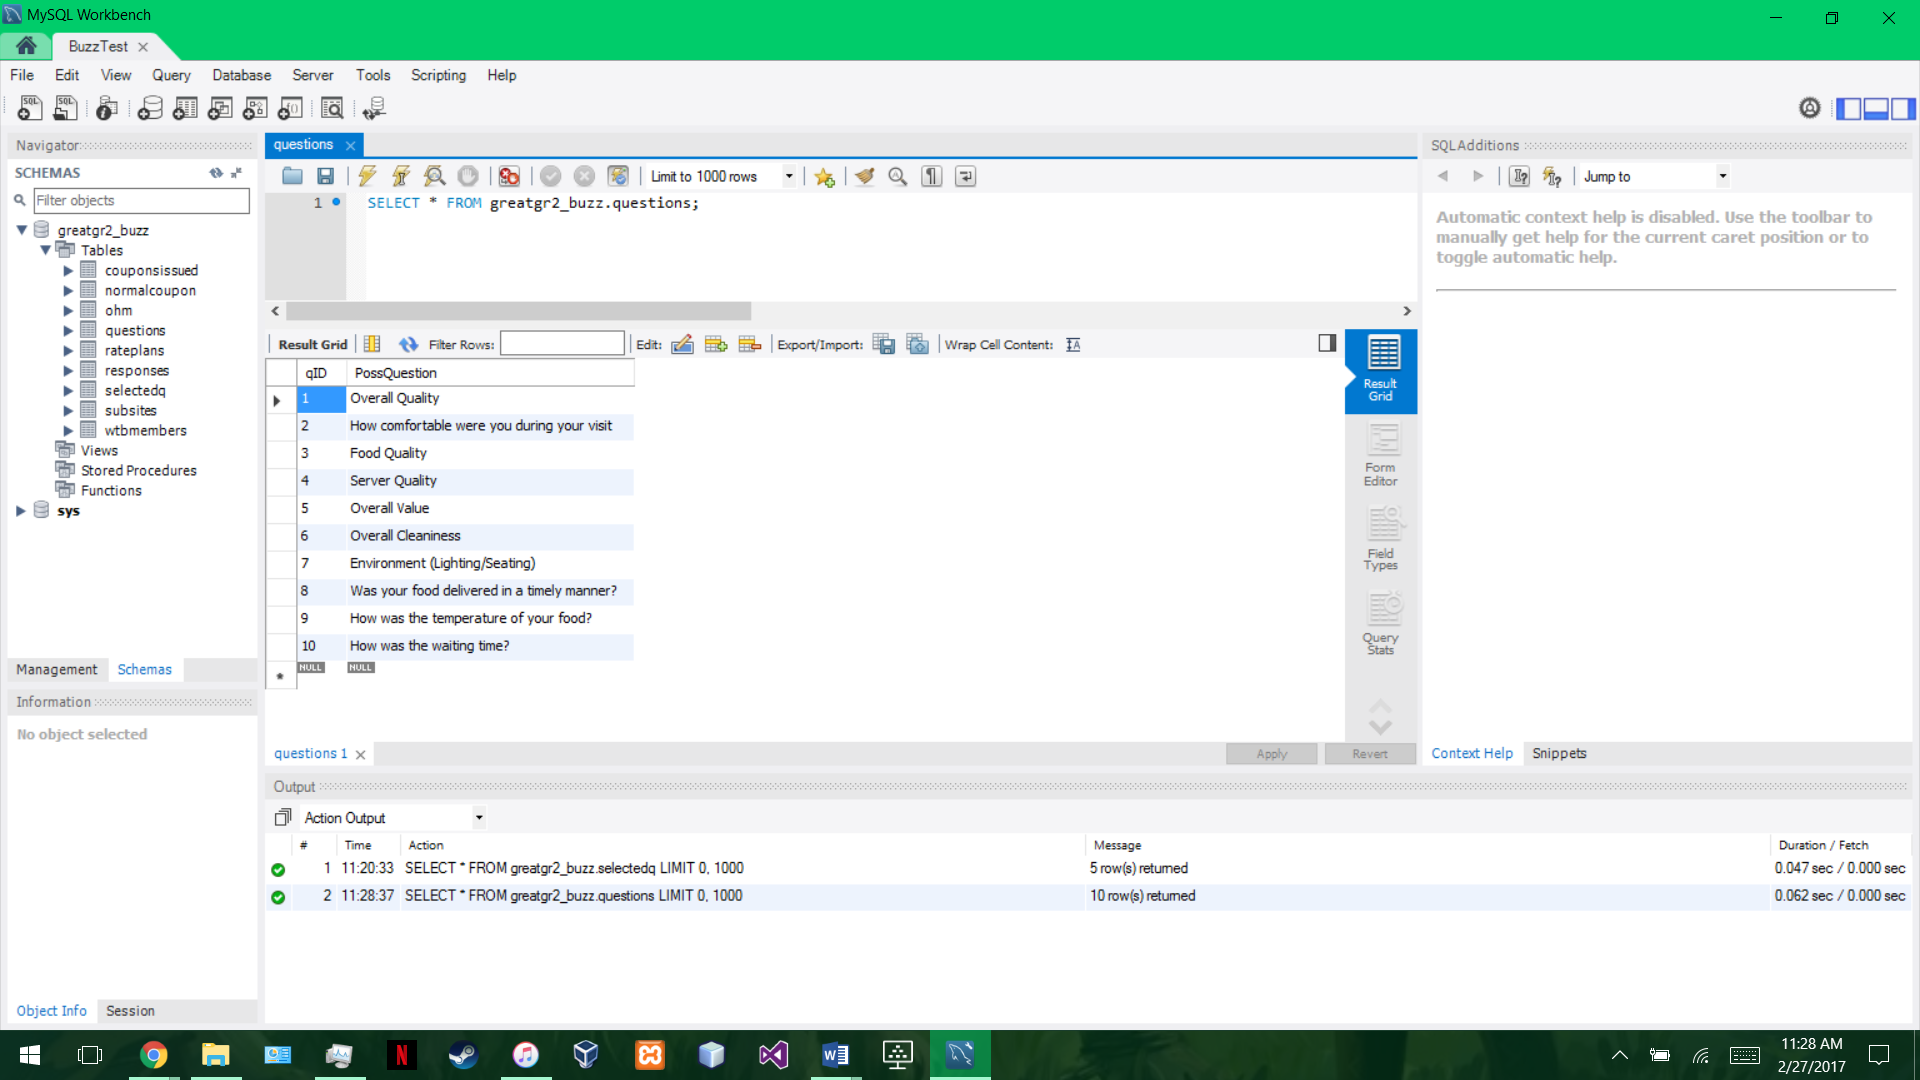 MySQL Workbench
BuzzTest
File Edit View Query Database Server Tools Scripting Help
Navigator
SCHEMAS
Filter objects
greatgr2_buzz
Tables
couponsissued
normalcoupon
ohm
questions
rateplans
responses
selectedq
subsites
wtbmembers
Views
Stored Procedures
Functions
sys
Management Schemas
Information
No object selected
Object Info Session
questions
Limit to 1000 rows
1 SELECT * FROM greatgr2_buzz.questions;
Result Grid Filter Rows: Edit: Export/Import: Wrap Cell Content:
qID PossQuestion
1 Overall Quality
2 How comfortable were you during your visit
3 Food Quality
4 Server Quality
5 Overall Value
6 Overall Cleaniness
7 Environment (Lighting/Seating)
8 Was your food delivered in a timely manner?
9 How was the temperature of your food?
10 How was the waiting time?
* NULL NULL
Result
Grid
Form
Editor
Field
Types
Query
Stats
questions 1 Apply Revert
SQLAdditions
Jump to
Automatic context help is disabled. Use the toolbar to
manually get help for the current caret position or to
toggle automatic help.
Context Help Snippets
Output
Action Output
# Time Action Message Duration / Fetch
1 11:20:33 SELECT * FROM greatgr2_buzz.selectedq LIMIT 0, 1000 5 row(s) returned 0.047 sec / 0.000 sec
2 11:28:37 SELECT * FROM greatgr2_buzz.questions LIMIT 0, 1000 10 row(s) returned 0.062 sec / 0.000 sec
11:28 AM
2/27/2017